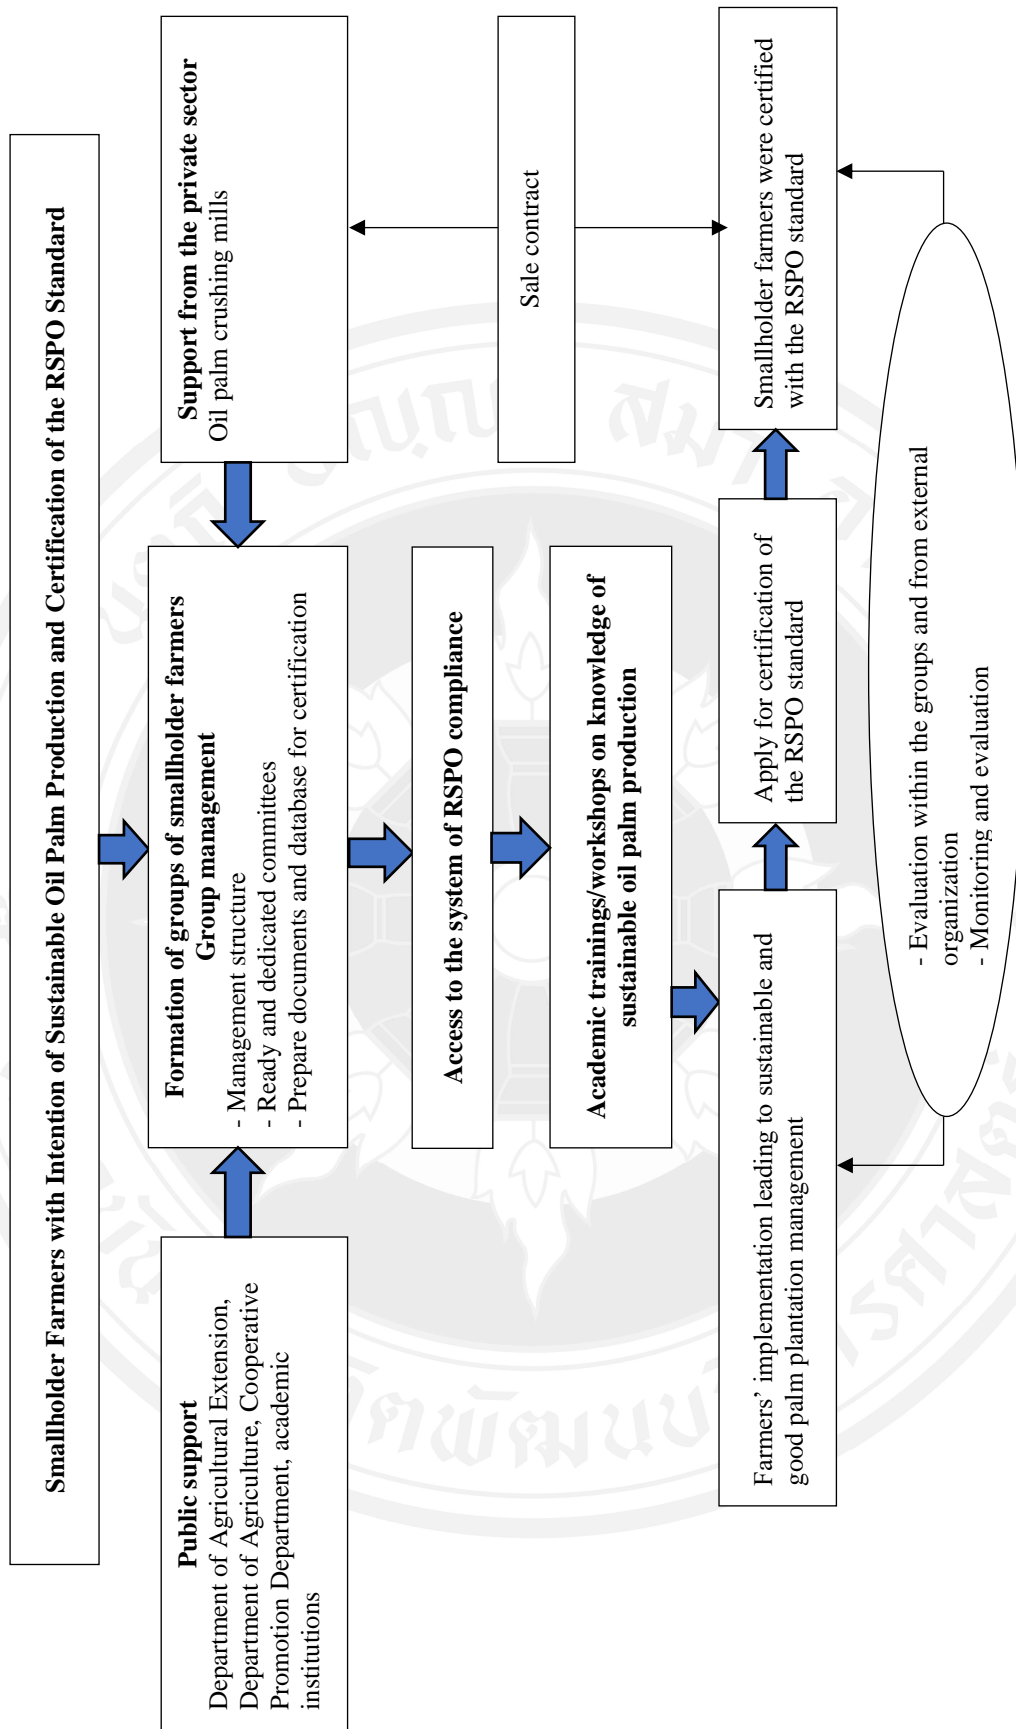 Smallholder Farmers with Intention of Sustainable Oil Palm Production and Certification of the RSPO Standard
Public support
Department of Agricultural Extension,
Department of Agriculture, Cooperative
Promotion Department, academic
institutions
Formation of groups of smallholder farmers
Group management
- Management structure
- Ready and dedicated committees
- Prepare documents and database for certification
Support from the private sector
Oil palm crushing mills
Access to the system of RSPO compliance
Sale contract
Academic trainings/workshops on knowledge of
sustainable oil palm production
Farmers’ implementation leading to sustainable and
good palm plantation management
Apply for certification of
the RSPO standard
Smallholder farmers were certified
with the RSPO standard
- Evaluation within the groups and from external
organization
- Monitoring and evaluation